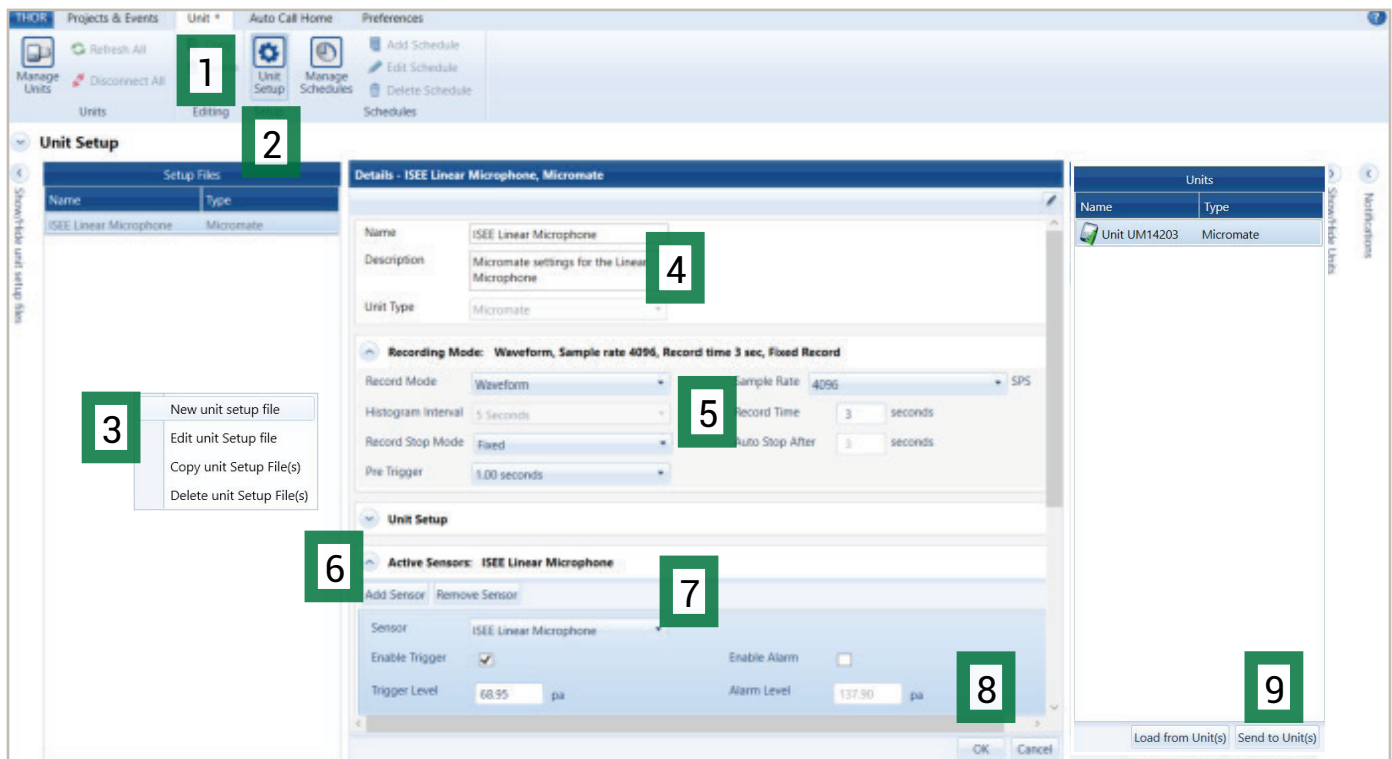 THOR Projects & Events Unit * Auto Call Home Preferences
Manage Units
Refresh All
Disconnect All
Units
1
Editing
Unit Setup
Manage Schedules
Add Schedule
Edit Schedule
Delete Schedule
Schedules
2
Unit Setup
Show/Hide unit setup files
Setup Files
Name Type
ISEE Linear Microphone Micromate
3
New unit setup file
Edit unit Setup file
Copy unit Setup File(s)
Delete unit Setup File(s)
Details - ISEE Linear Microphone, Micromate
Name ISEE Linear Microphone
Description Micromate settings for the Linear
Microphone
4
Unit Type Micromate
Recording Mode: Waveform, Sample rate 4096, Record time 3 sec, Fixed Record
Record Mode Waveform Sample Rate 4096 SPS
Histogram Interval 5 Seconds Record Time 3 seconds
5
Record Stop Mode Fixed Auto Stop After 3 seconds
Pre Trigger 1.00 seconds
Unit Setup
6
Active Sensors: ISEE Linear Microphone
7
Add Sensor Remove Sensor
Sensor ISEE Linear Microphone
Enable Trigger Enable Alarm
Trigger Level 68.95 pa Alarm Level 137.90 pa
8
OK Cancel
Units
Name Type
Unit UM14203 Micromate
9
Load from Unit(s) Send to Unit(s)
Show/Hide Units
Notifications